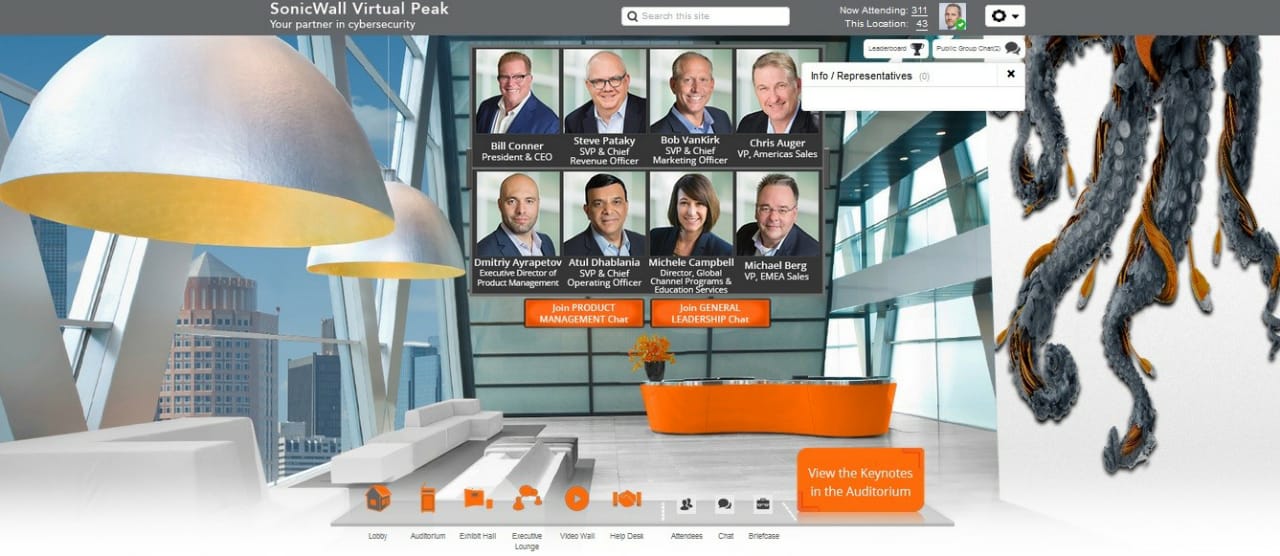 SonicWall Virtual Peak
Your partner in cybersecurity
Search this site
Now Attending: 311
This Location: 43
Leaderboard
Public Group Chat(2)
Info / Representatives (0)
Bill Conner
President & CEO
Steve Pataky
SVP & Chief
Revenue Officer
Bob VanKirk
SVP & Chief
Marketing Officer
Chris Auger
VP, Americas Sales
Dmitriy Ayrapetov
Executive Director of
Product Management
Atul Dhablania
SVP & Chief
Operating Officer
Michele Campbell
Director, Global
Channel Programs &
Education Services
Michael Berg
VP, EMEA Sales
Join PRODUCT
MANAGEMENT Chat
Join GENERAL
LEADERSHIP Chat
View the Keynotes
in the Auditorium
Lobby
Auditorium
Exhibit Hall
Executive
Lounge
Video Wall
Help Desk
Attendees
Chat
Briefcase